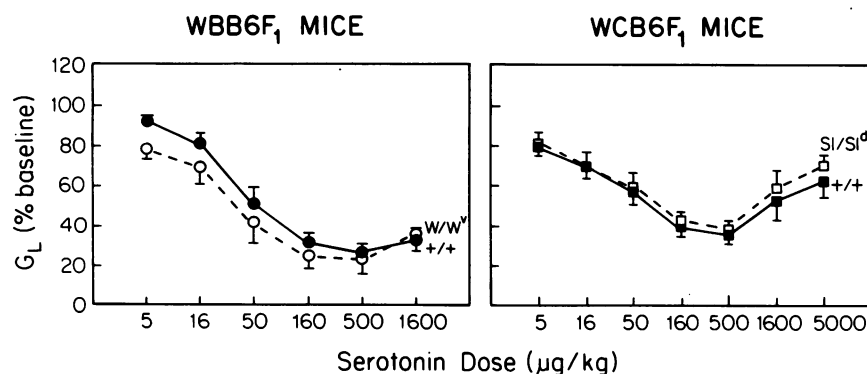 WBB6F₁ MICE
WCB6F₁ MICE
G_L (% baseline)
120
100
80
60
40
20
0
W/Wᵛ
+/+
5 16 50 160 500 1600
Sl/Slᵈ
+/+
5 16 50 160 500 1600 5000
Serotonin Dose (μg/kg)